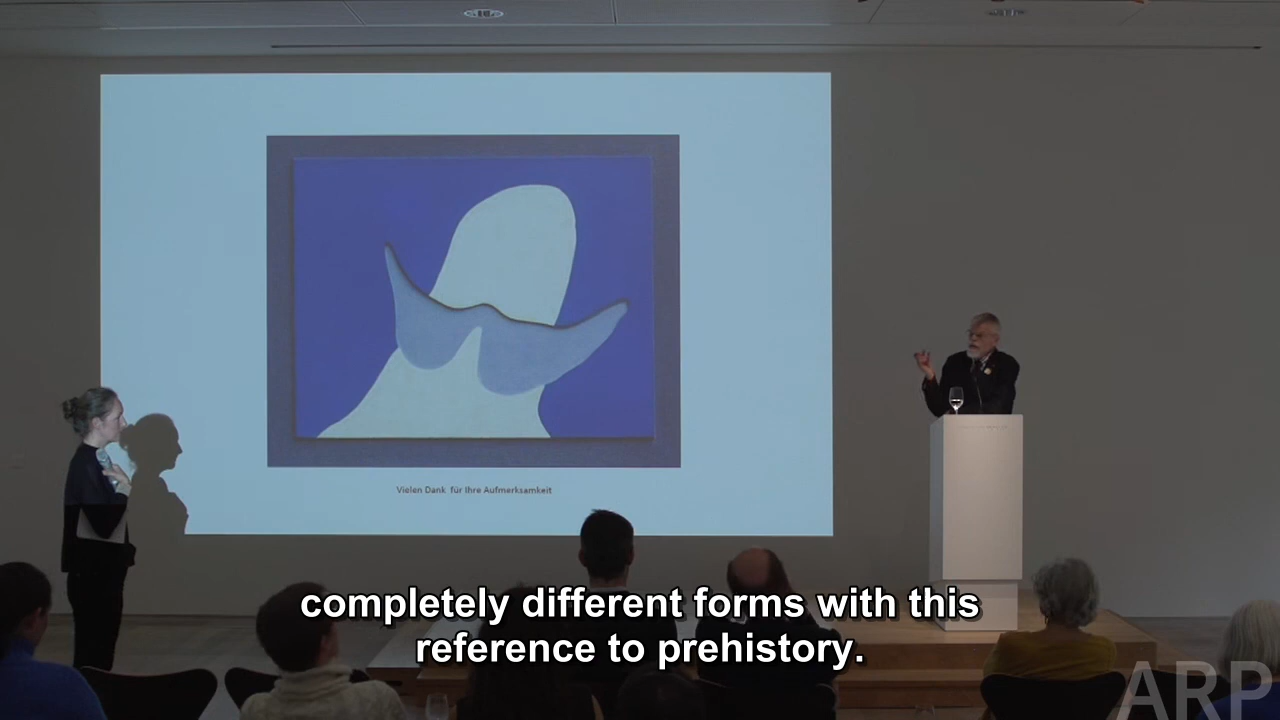 Vielen Dank für Ihre Aufmerksamkeit
completely different forms with this
reference to prehistory.
ARP